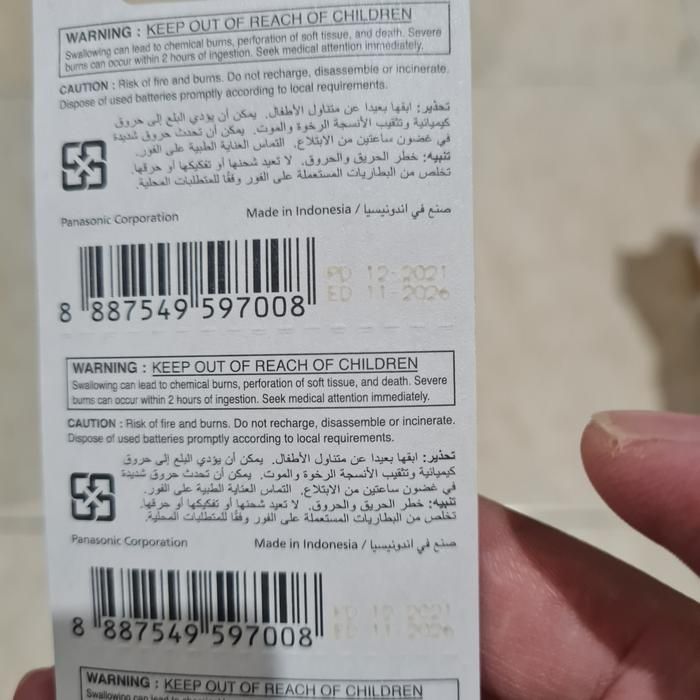 WARNING : KEEP OUT OF REACH OF CHILDREN
Swallowing can lead to chemical burns, perforation of soft tissue, and death. Severe
burns can occur within 2 hours of ingestion. Seek medical attention immediately.
CAUTION : Risk of fire and burns. Do not recharge, disassemble or incinerate.
Dispose of used batteries promptly according to local requirements.
تحذير: ابقها بعيدا عن متناول الأطفال. يمكن أن يؤدي البلع إلى حروق
كيميائية وتثقيب الأنسجة الرخوة والموت. يمكن أن تحدث حروق شديدة
في غضون ساعتين من الابتلاع. التماس العناية الطبية على الفور.
تنبيه: خطر الحريق والحروق. لا تعيد شحنها أو تفكيكها أو حرقها.
تخلص من البطاريات المستعملة على الفور وفقًا للمتطلبات المحلية.
Panasonic Corporation
Made in Indonesia / صنع في اندونيسيا
8 887549 597008
PD 12-2021
ED 11-2026
WARNING : KEEP OUT OF REACH OF CHILDREN
Swallowing can lead to chemical burns, perforation of soft tissue, and death. Severe
burns can occur within 2 hours of ingestion. Seek medical attention immediately.
CAUTION : Risk of fire and burns. Do not recharge, disassemble or incinerate.
Dispose of used batteries promptly according to local requirements.
تحذير: ابقها بعيدا عن متناول الأطفال. يمكن أن يؤدي البلع إلى حروق
كيميائية وتثقيب الأنسجة الرخوة والموت. يمكن أن تحدث حروق شديدة
في غضون ساعتين من الابتلاع. التماس العناية الطبية على الفور.
تنبيه: خطر الحريق والحروق. لا تعيد شحنها أو تفكيكها أو حرقها.
تخلص من البطاريات المستعملة على الفور وفقًا للمتطلبات المحلية.
Panasonic Corporation
Made in Indonesia / صنع في اندونيسيا
8 887549 597008
PD 12 2021
ED 11-2026
WARNING : KEEP OUT OF REACH OF CHILDREN
Swallowing can